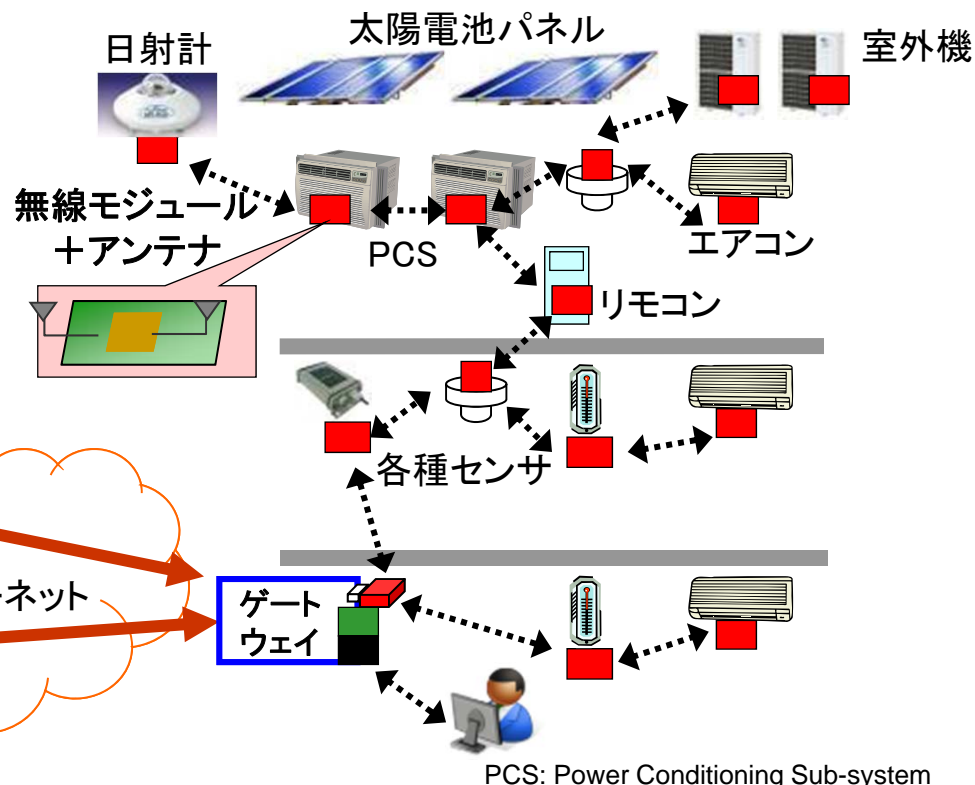 太陽電池パネル
日射計
室外機
無線モジュール
＋アンテナ
PCS
エアコン
リモコン
各種センサ
ネット
ゲート
ウェイ
PCS: Power Conditioning Sub-system